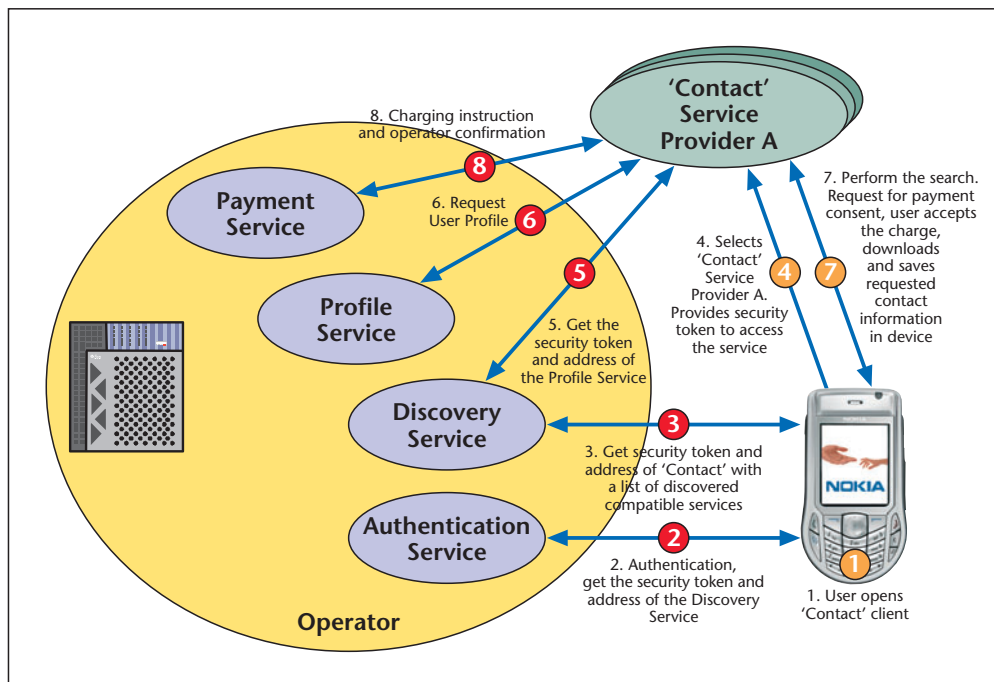 ‘Contact’
Service
Provider A
8. Charging instruction
and operator confirmation
8
Payment
Service
6. Request
User Profile
6
7. Perform the search.
Request for payment
consent, user accepts
the charge,
downloads
and saves
requested
contact
information
in device
7
4. Selects
‘Contact’
Service
Provider A.
Provides security
token to access
the service
4
5
Profile
Service
5. Get the
security token
and address of
the Profile Service
Discovery
Service
3
3. Get security token and
address of ‘Contact’ with
a list of discovered
compatible services
NOKIA
Authentication
Service
2
2. Authentication,
get the security token and
address of the Discovery
Service
1
1. User opens
‘Contact’ client
Operator